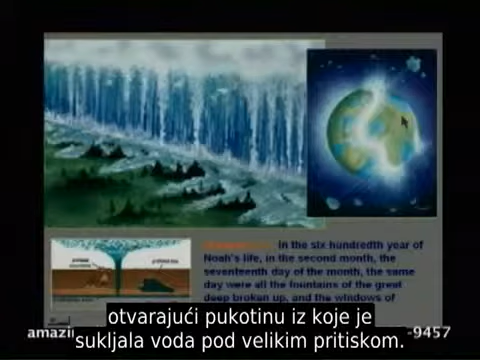 In the six hundredth year of
Noah's life, in the second month, the
seventeenth day of the month, the same
day were all the fountains of the great
deep broken up, and the windows of
otvarajući pukotinu iz koje je
sukljala voda pod velikim pritiskom.
amazi
-9457